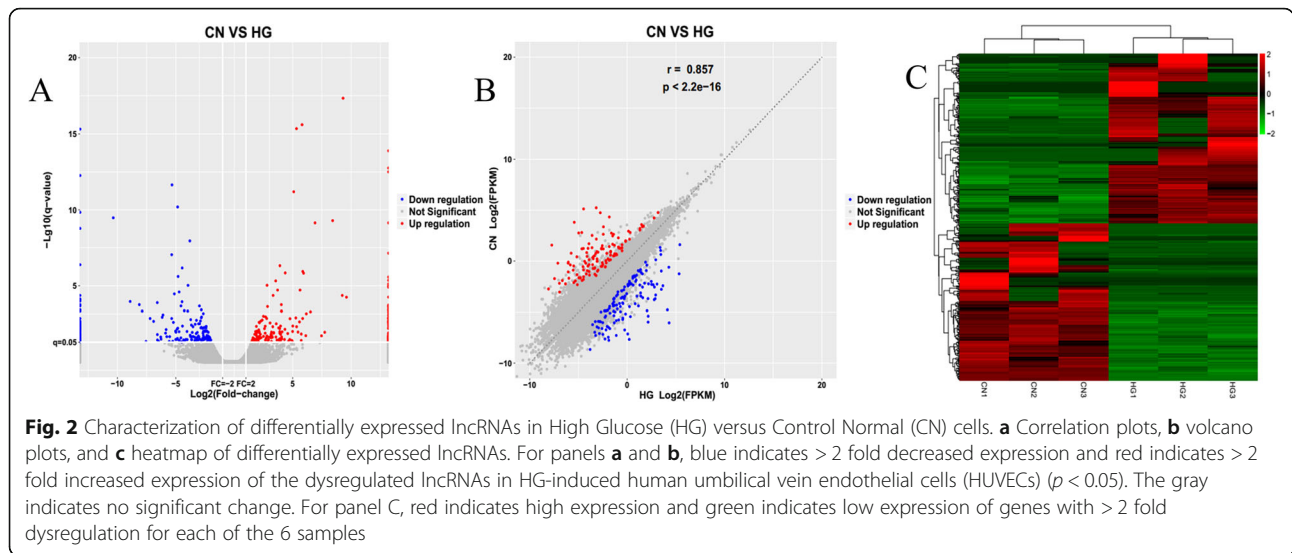 CN VS HG
A
20
15
10
5
q=0.05
−Lg10(q−value)
−10
−5
FC=−2 FC=2
5
10
Log2(Fold−change)
Down regulation
Not Significant
Up regulation
CN VS HG
B
r = 0.857
p < 2.2e−16
20
10
0
−10
CN Log2(FPKM)
−10
0
10
20
HG Log2(FPKM)
Down regulation
Not Significant
Up regulation
C
2
1
0
−1
−2
CN1
CN2
CN3
HG1
HG2
HG3
Fig. 2 Characterization of differentially expressed lncRNAs in High Glucose (HG) versus Control Normal (CN) cells. a Correlation plots, b volcano
plots, and c heatmap of differentially expressed lncRNAs. For panels a and b, blue indicates > 2 fold decreased expression and red indicates > 2
fold increased expression of the dysregulated lncRNAs in HG-induced human umbilical vein endothelial cells (HUVECs) (p < 0.05). The gray
indicates no significant change. For panel C, red indicates high expression and green indicates low expression of genes with > 2 fold
dysregulation for each of the 6 samples